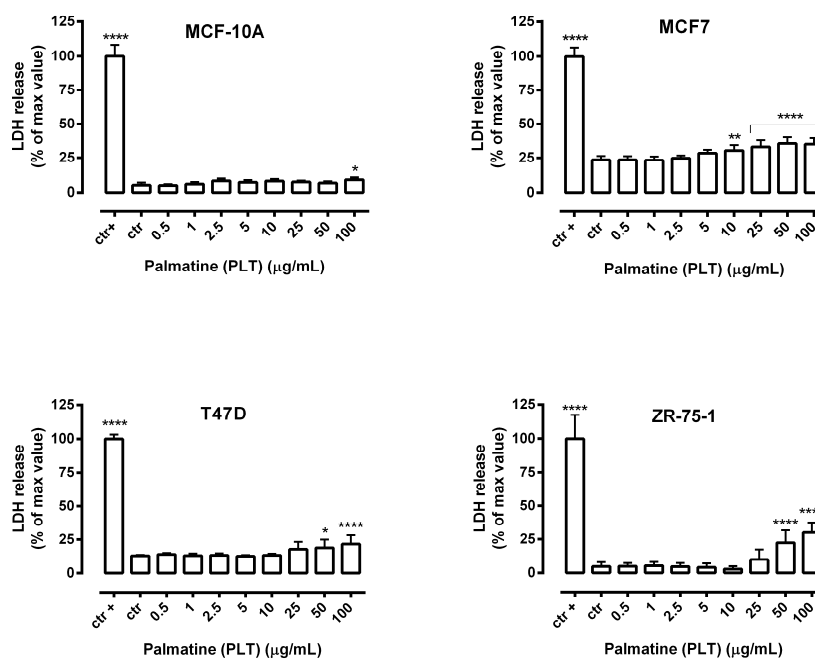 MCF-10A
LDH release
(% of max value)
125
100
75
50
25
0
****
*
ctr+
ctr
0.5
1
2.5
5
10
25
50
100
Palmatine (PLT) (μg/mL)
MCF7
LDH release
(% of max value)
125
100
75
50
25
0
****
**
****
ctr +
ctr
0.5
1
2.5
5
10
25
50
100
Palmatine (PLT) (μg/mL)
T47D
LDH release
(% of max value)
125
100
75
50
25
0
****
*
****
ctr +
ctr
0.5
1
2.5
5
10
25
50
100
Palmatine (PLT) (μg/mL)
ZR-75-1
LDH release
(% of max value)
125
100
75
50
25
0
****
****
***
ctr +
ctr
0.5
1
2.5
5
10
25
50
100
Palmatine (PLT) (μg/mL)